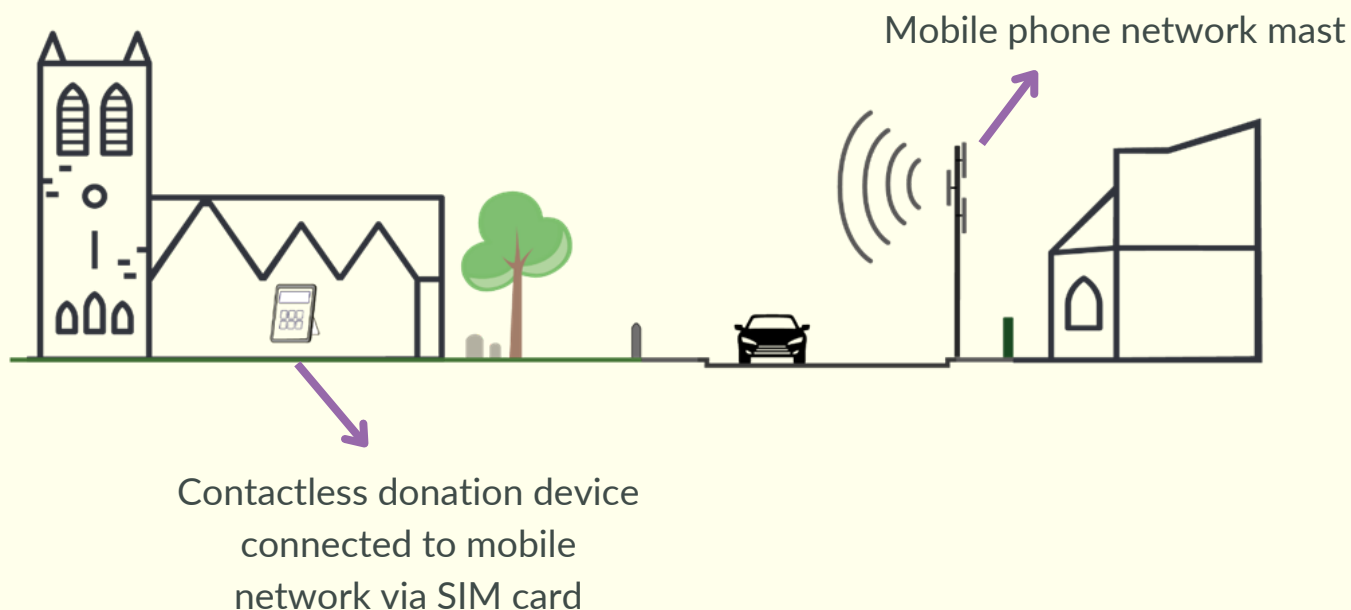 Mobile phone network mast
Contactless donation device
connected to mobile
network via SIM card